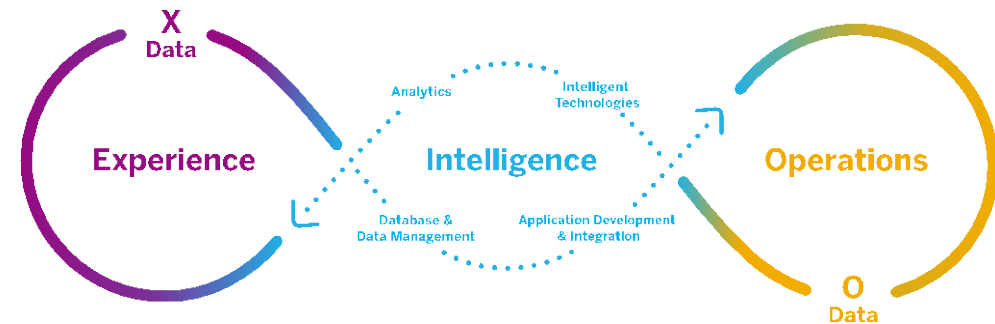 X
Data
Experience
Analytics
Intelligent
Technologies
Intelligence
Database &
Data Management
Application Development
& Integration
Operations
O
Data